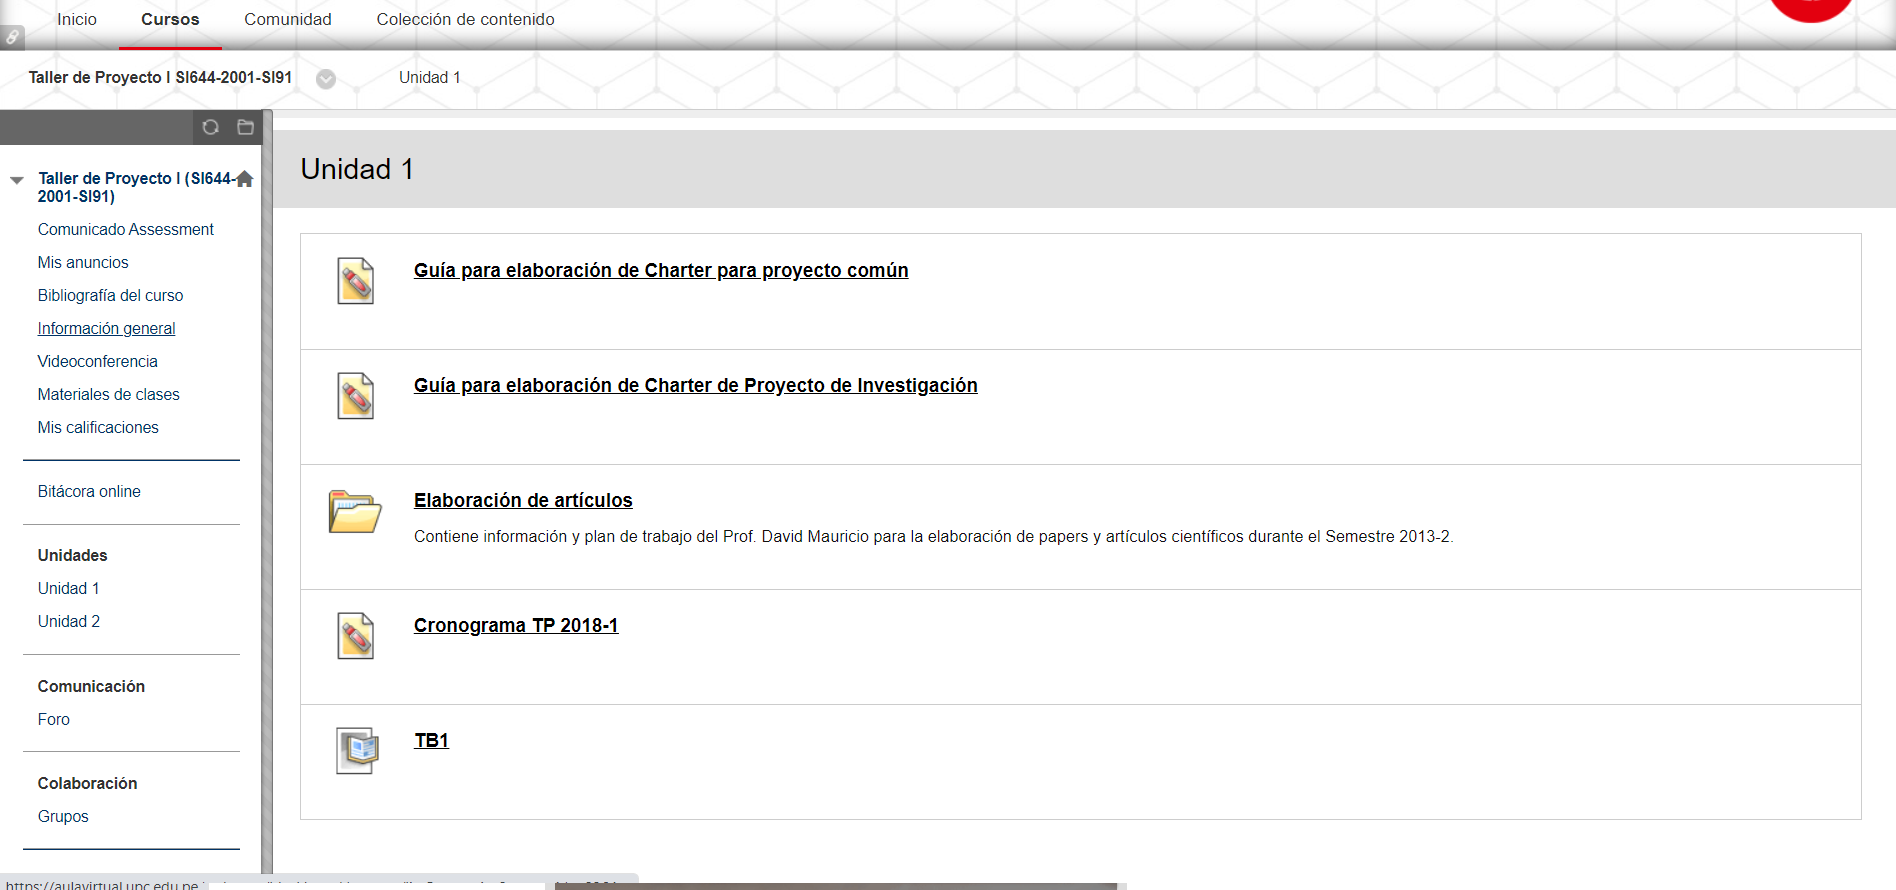 Inicio Cursos Comunidad Colección de contenido
Taller de Proyecto I SI644-2001-SI91 Unidad 1
Taller de Proyecto I (SI644-
2001-SI91)
Comunicado Assessment
Mis anuncios
Bibliografía del curso
Información general
Videoconferencia
Materiales de clases
Mis calificaciones
Bitácora online
Unidades
Unidad 1
Unidad 2
Comunicación
Foro
Colaboración
Grupos
Unidad 1
Guía para elaboración de Charter para proyecto común
Guía para elaboración de Charter de Proyecto de Investigación
Elaboración de artículos
Contiene información y plan de trabajo del Prof. David Mauricio para la elaboración de papers y artículos científicos durante el Semestre 2013-2.
Cronograma TP 2018-1
TB1
https://aulavirtual.upc.edu.pe